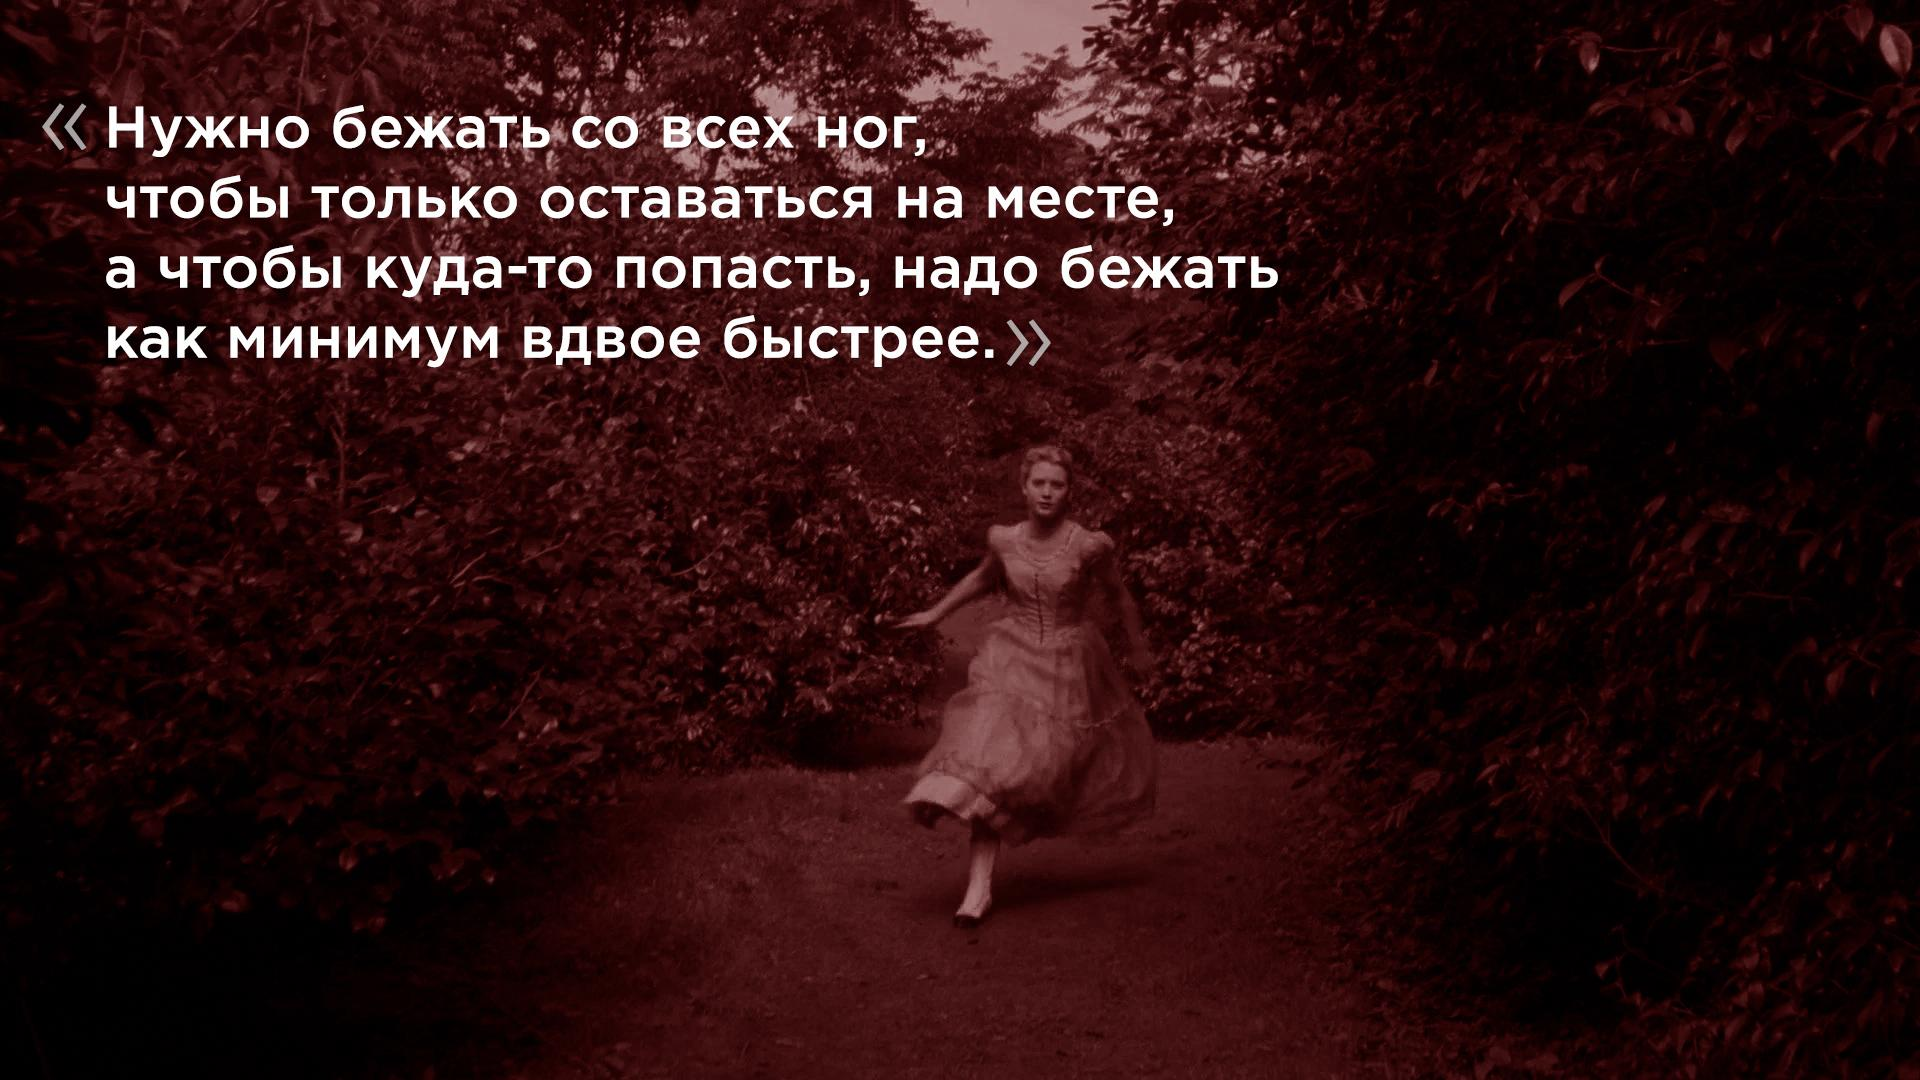 « Нужно бежать со всех ног,
чтобы только оставаться на месте,
а чтобы куда-то попасть, надо бежать
как минимум вдвое быстрее. »